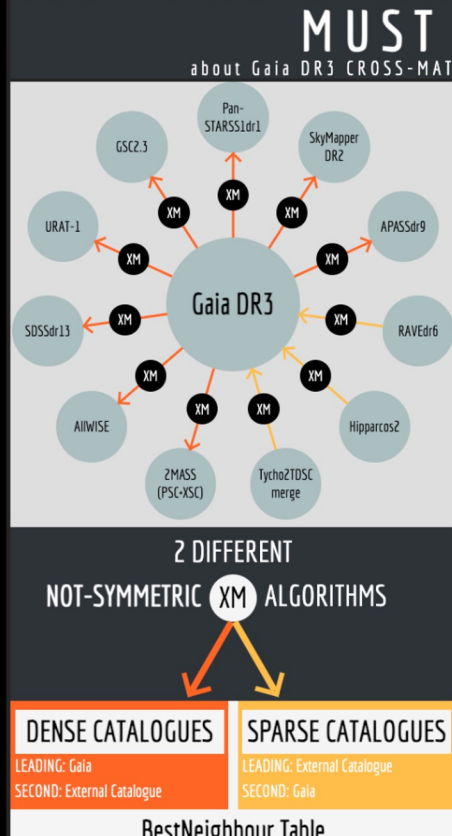 MUST
about Gaia DR3 CROSS-MAT
Pan-
STARSS1dr1
GSC2.3
SkyMapper
DR2
XM
XM
XM
URAT-1
APASSdr9
XM
XM
Gaia DR3
SDSSdr13
XM
XM
RAVEdr6
XM
XM
AllWISE
XM
XM
Hipparcos2
2MASS
(PSC+XSC)
Tycho2TDSC
merge
2 DIFFERENT
NOT-SYMMETRIC XM ALGORITHMS
DENSE CATALOGUES
LEADING: Gaia
SECOND: External Catalogue
SPARSE CATALOGUES
LEADING: External Catalogue
SECOND: Gaia
BestNeighbour Table